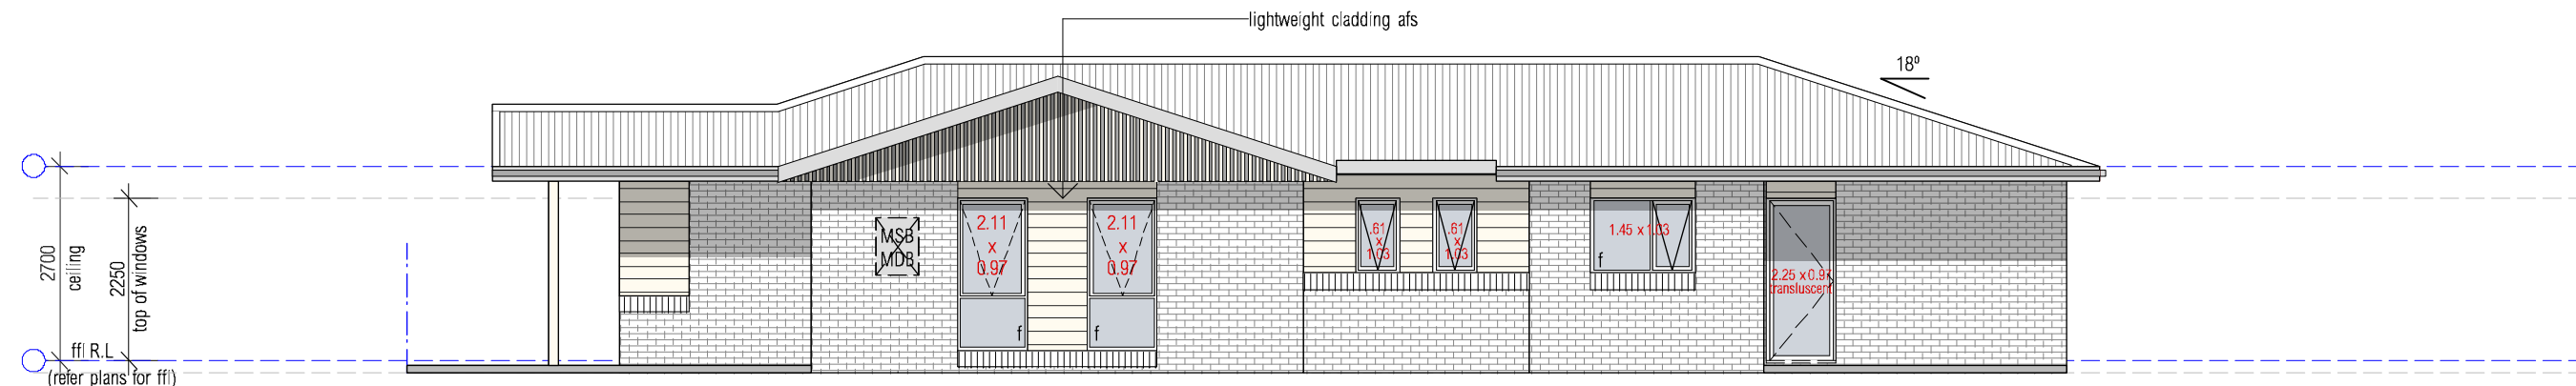 lightweight cladding afs
18º
2700
ceiling
2250
top of windows
ffl R.L
(refer plans for ffl)
MSB
MDB
2.11
x
0.97
f
2.11
x
0.97
f
.61
x
1.03
.61
x
1.03
1.45 x 1.03
f
2.25 x 0.97
transluscent